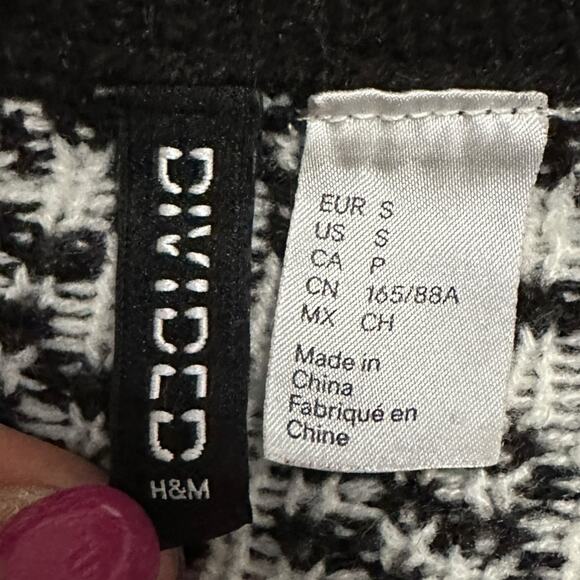 DIVIDED
H&M
EUR S
US S
CA P
CN 165/88A
MX CH
Made in
China
Fabriqué en
Chine